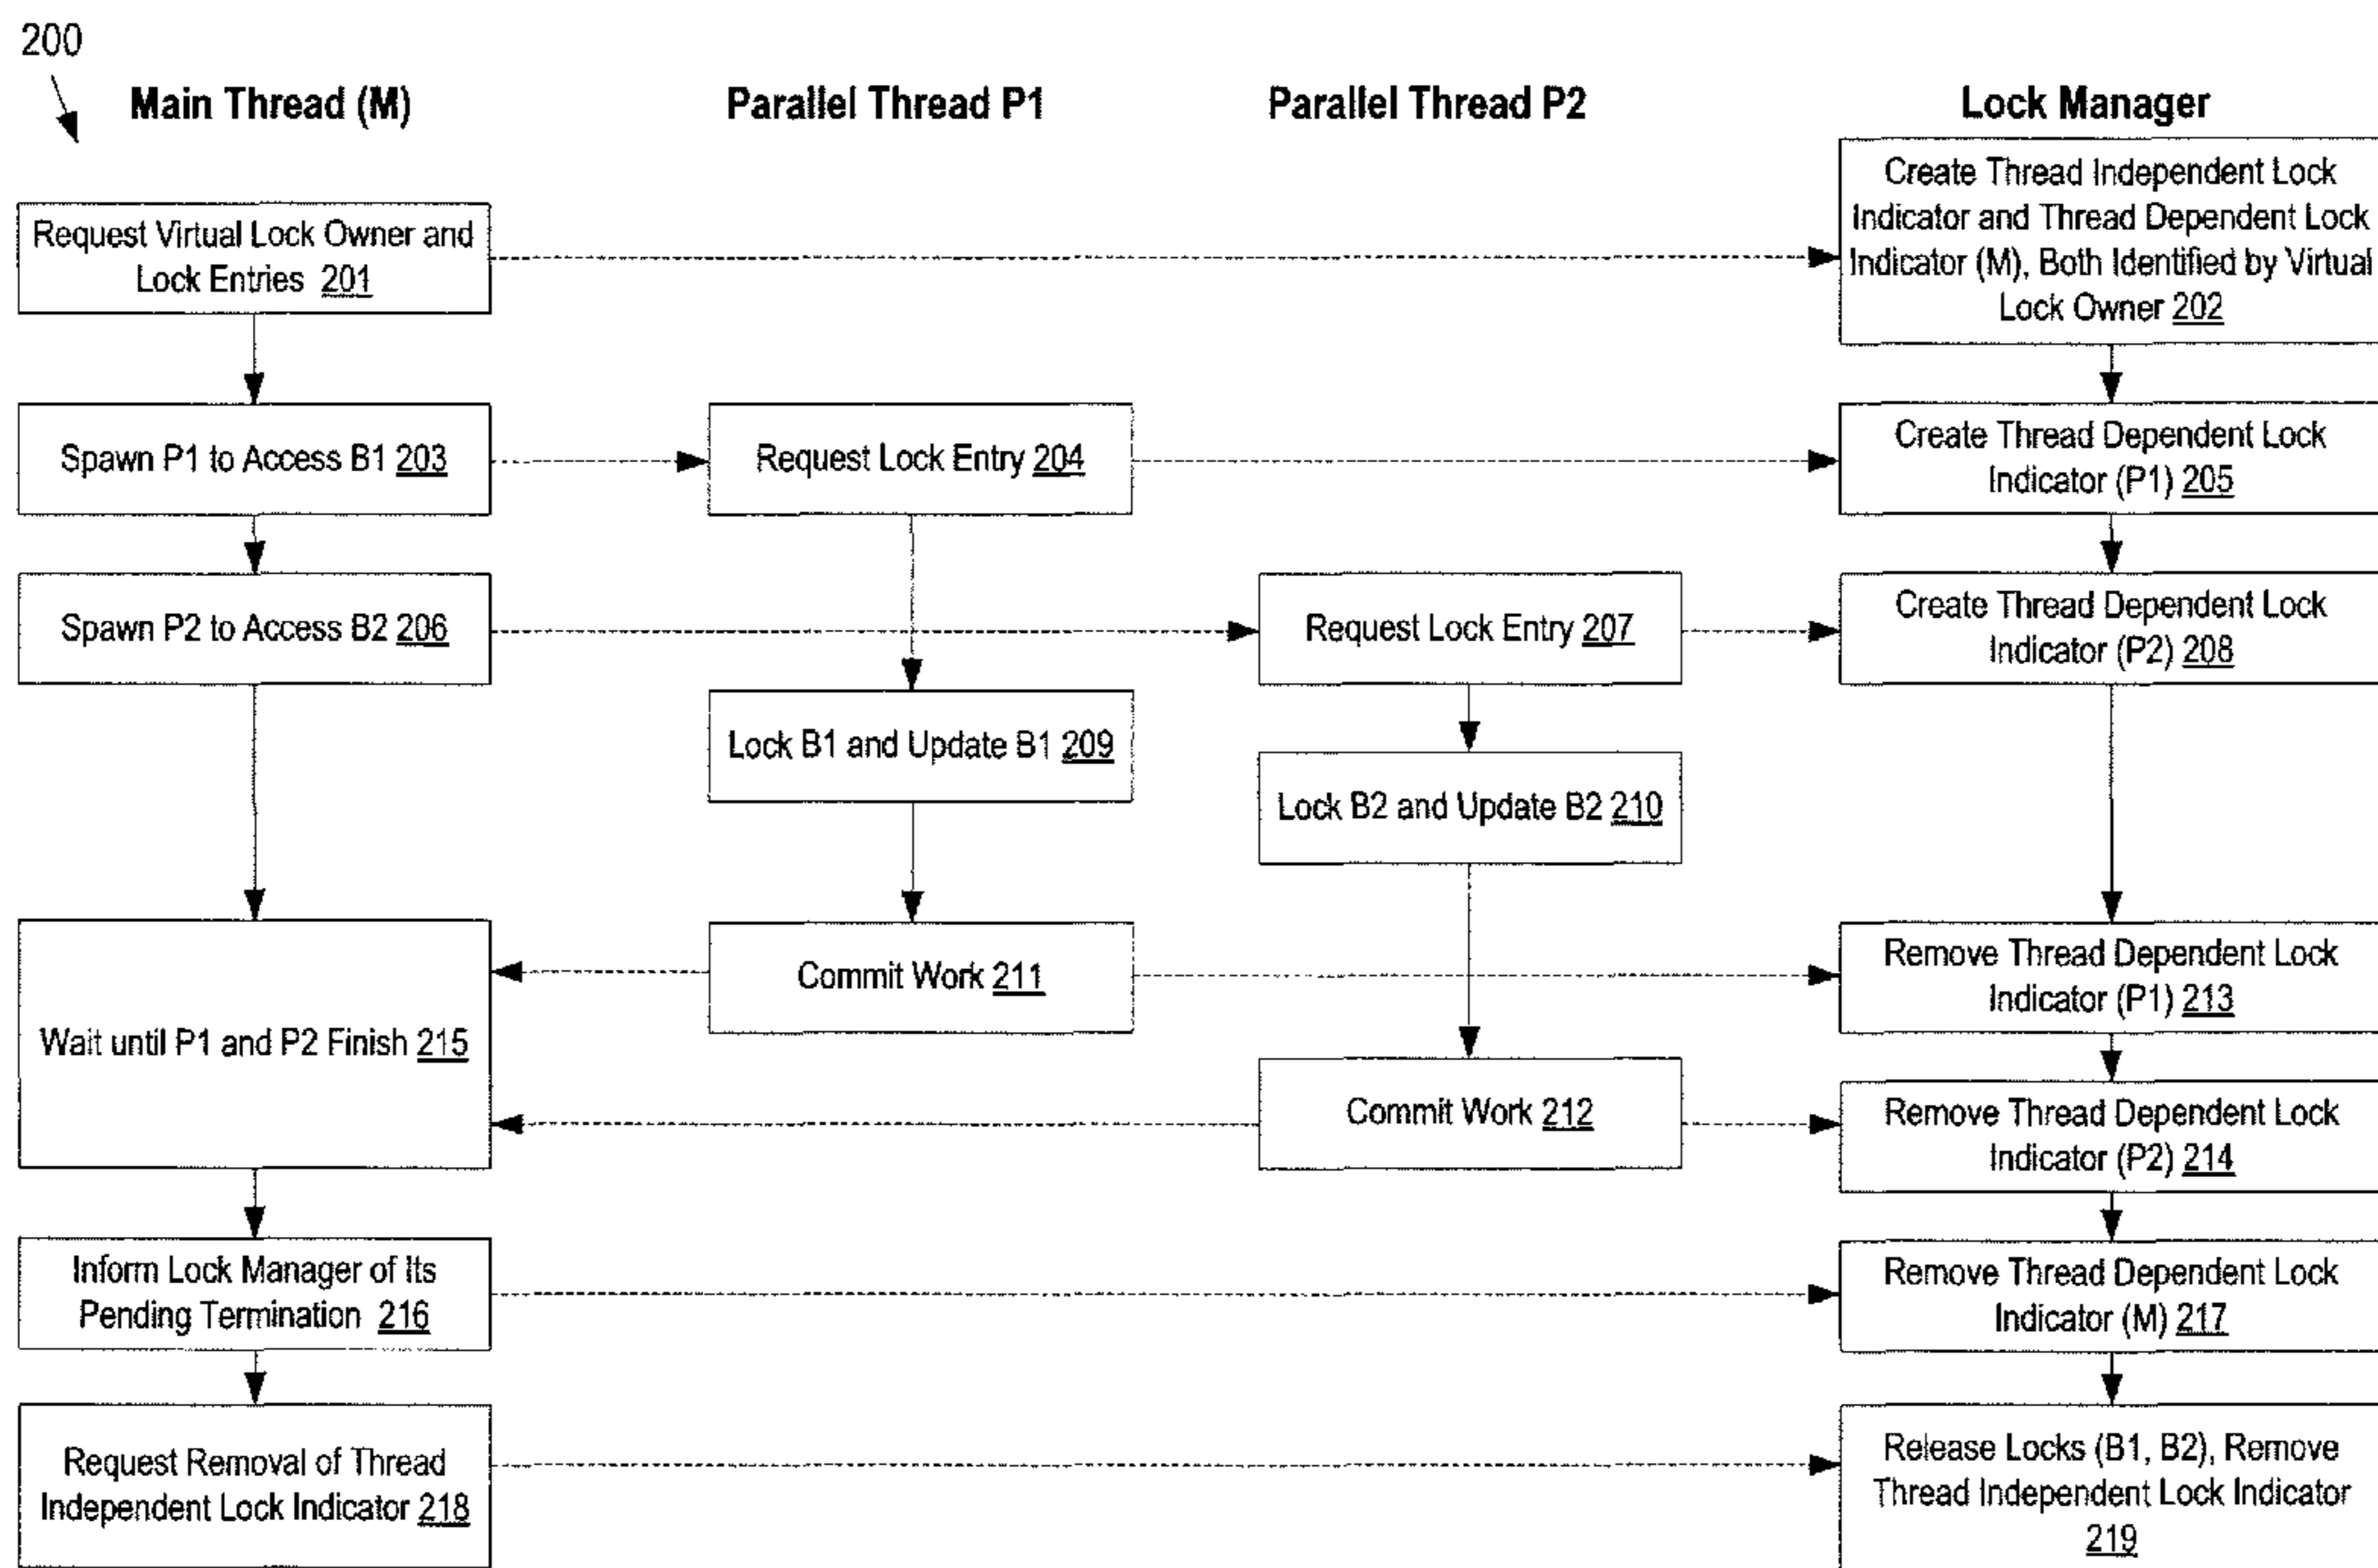 200
Main Thread (M)
Parallel Thread P1
Parallel Thread P2
Lock Manager
Request Virtual Lock Owner and
Lock Entries 201
Create Thread Independent Lock
Indicator and Thread Dependent Lock
Indicator (M), Both Identified by Virtual
Lock Owner 202
Spawn P1 to Access B1 203
Request Lock Entry 204
Create Thread Dependent Lock
Indicator (P1) 205
Spawn P2 to Access B2 206
Request Lock Entry 207
Create Thread Dependent Lock
Indicator (P2) 208
Lock B1 and Update B1 209
Lock B2 and Update B2 210
Wait until P1 and P2 Finish 215
Commit Work 211
Remove Thread Dependent Lock
Indicator (P1) 213
Commit Work 212
Remove Thread Dependent Lock
Indicator (P2) 214
Inform Lock Manager of Its
Pending Termination 216
Remove Thread Dependent Lock
Indicator (M) 217
Request Removal of Thread
Independent Lock Indicator 218
Release Locks (B1, B2), Remove
Thread Independent Lock Indicator
219